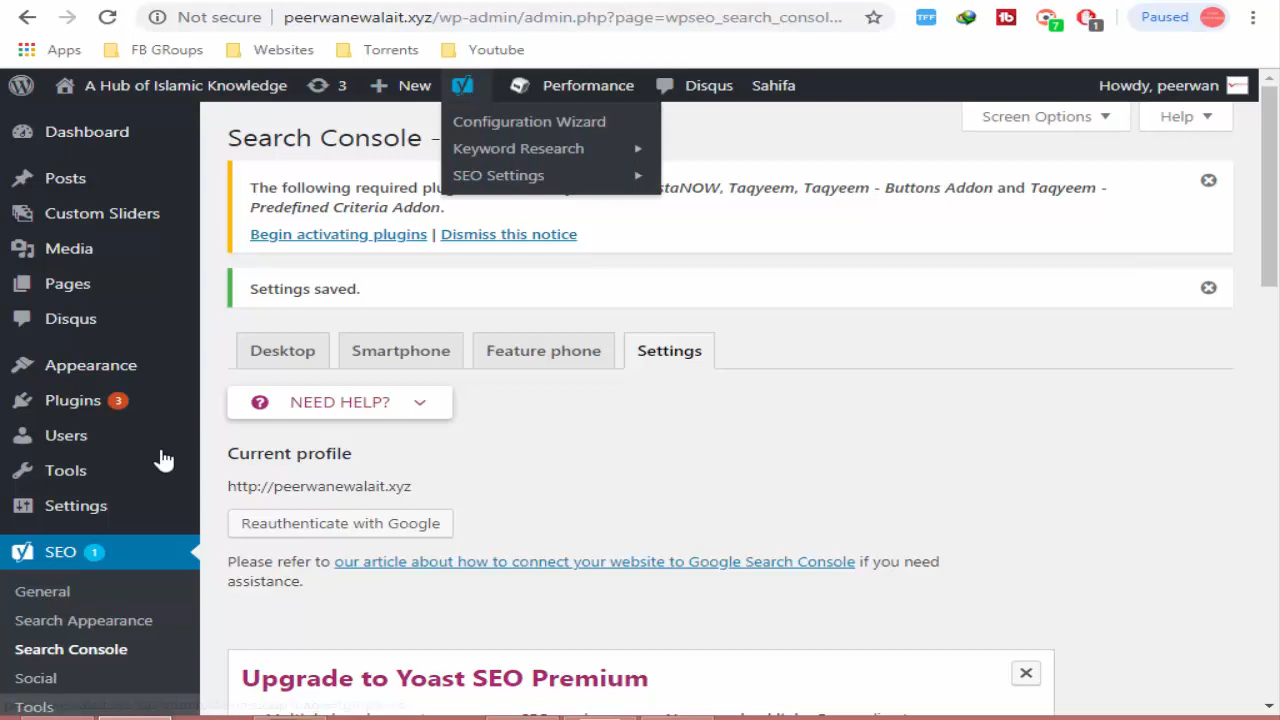 Not secure
peerwanewalait.xyz/wp-admin/admin.php?page=wpseo_search_consol...
TFF
7
1
Paused
Apps
FB GRoups
Websites
Torrents
Youtube
A Hub of Islamic Knowledge
3
New
Performance
Disqus
Sahifa
Howdy, peerwan
Configuration Wizard
Keyword Research
SEO Settings
Screen Options
Help
Dashboard
Posts
Custom Sliders
Media
Pages
Disqus
Appearance
Plugins 3
Users
Tools
Settings
SEO 1
General
Search Appearance
Search Console
Social
Tools
Search Console -
The following required staNOW, Taqyeem, Taqyeem - Buttons Addon and Taqyeem -
Predefined Criteria Addon.
Begin activating plugins | Dismiss this notice
Settings saved.
Desktop
Smartphone
Feature phone
Settings
NEED HELP?
Current profile
http://peerwanewalait.xyz
Reauthenticate with Google
Please refer to our article about how to connect your website to Google Search Console if you need
assistance.
Upgrade to Yoast SEO Premium